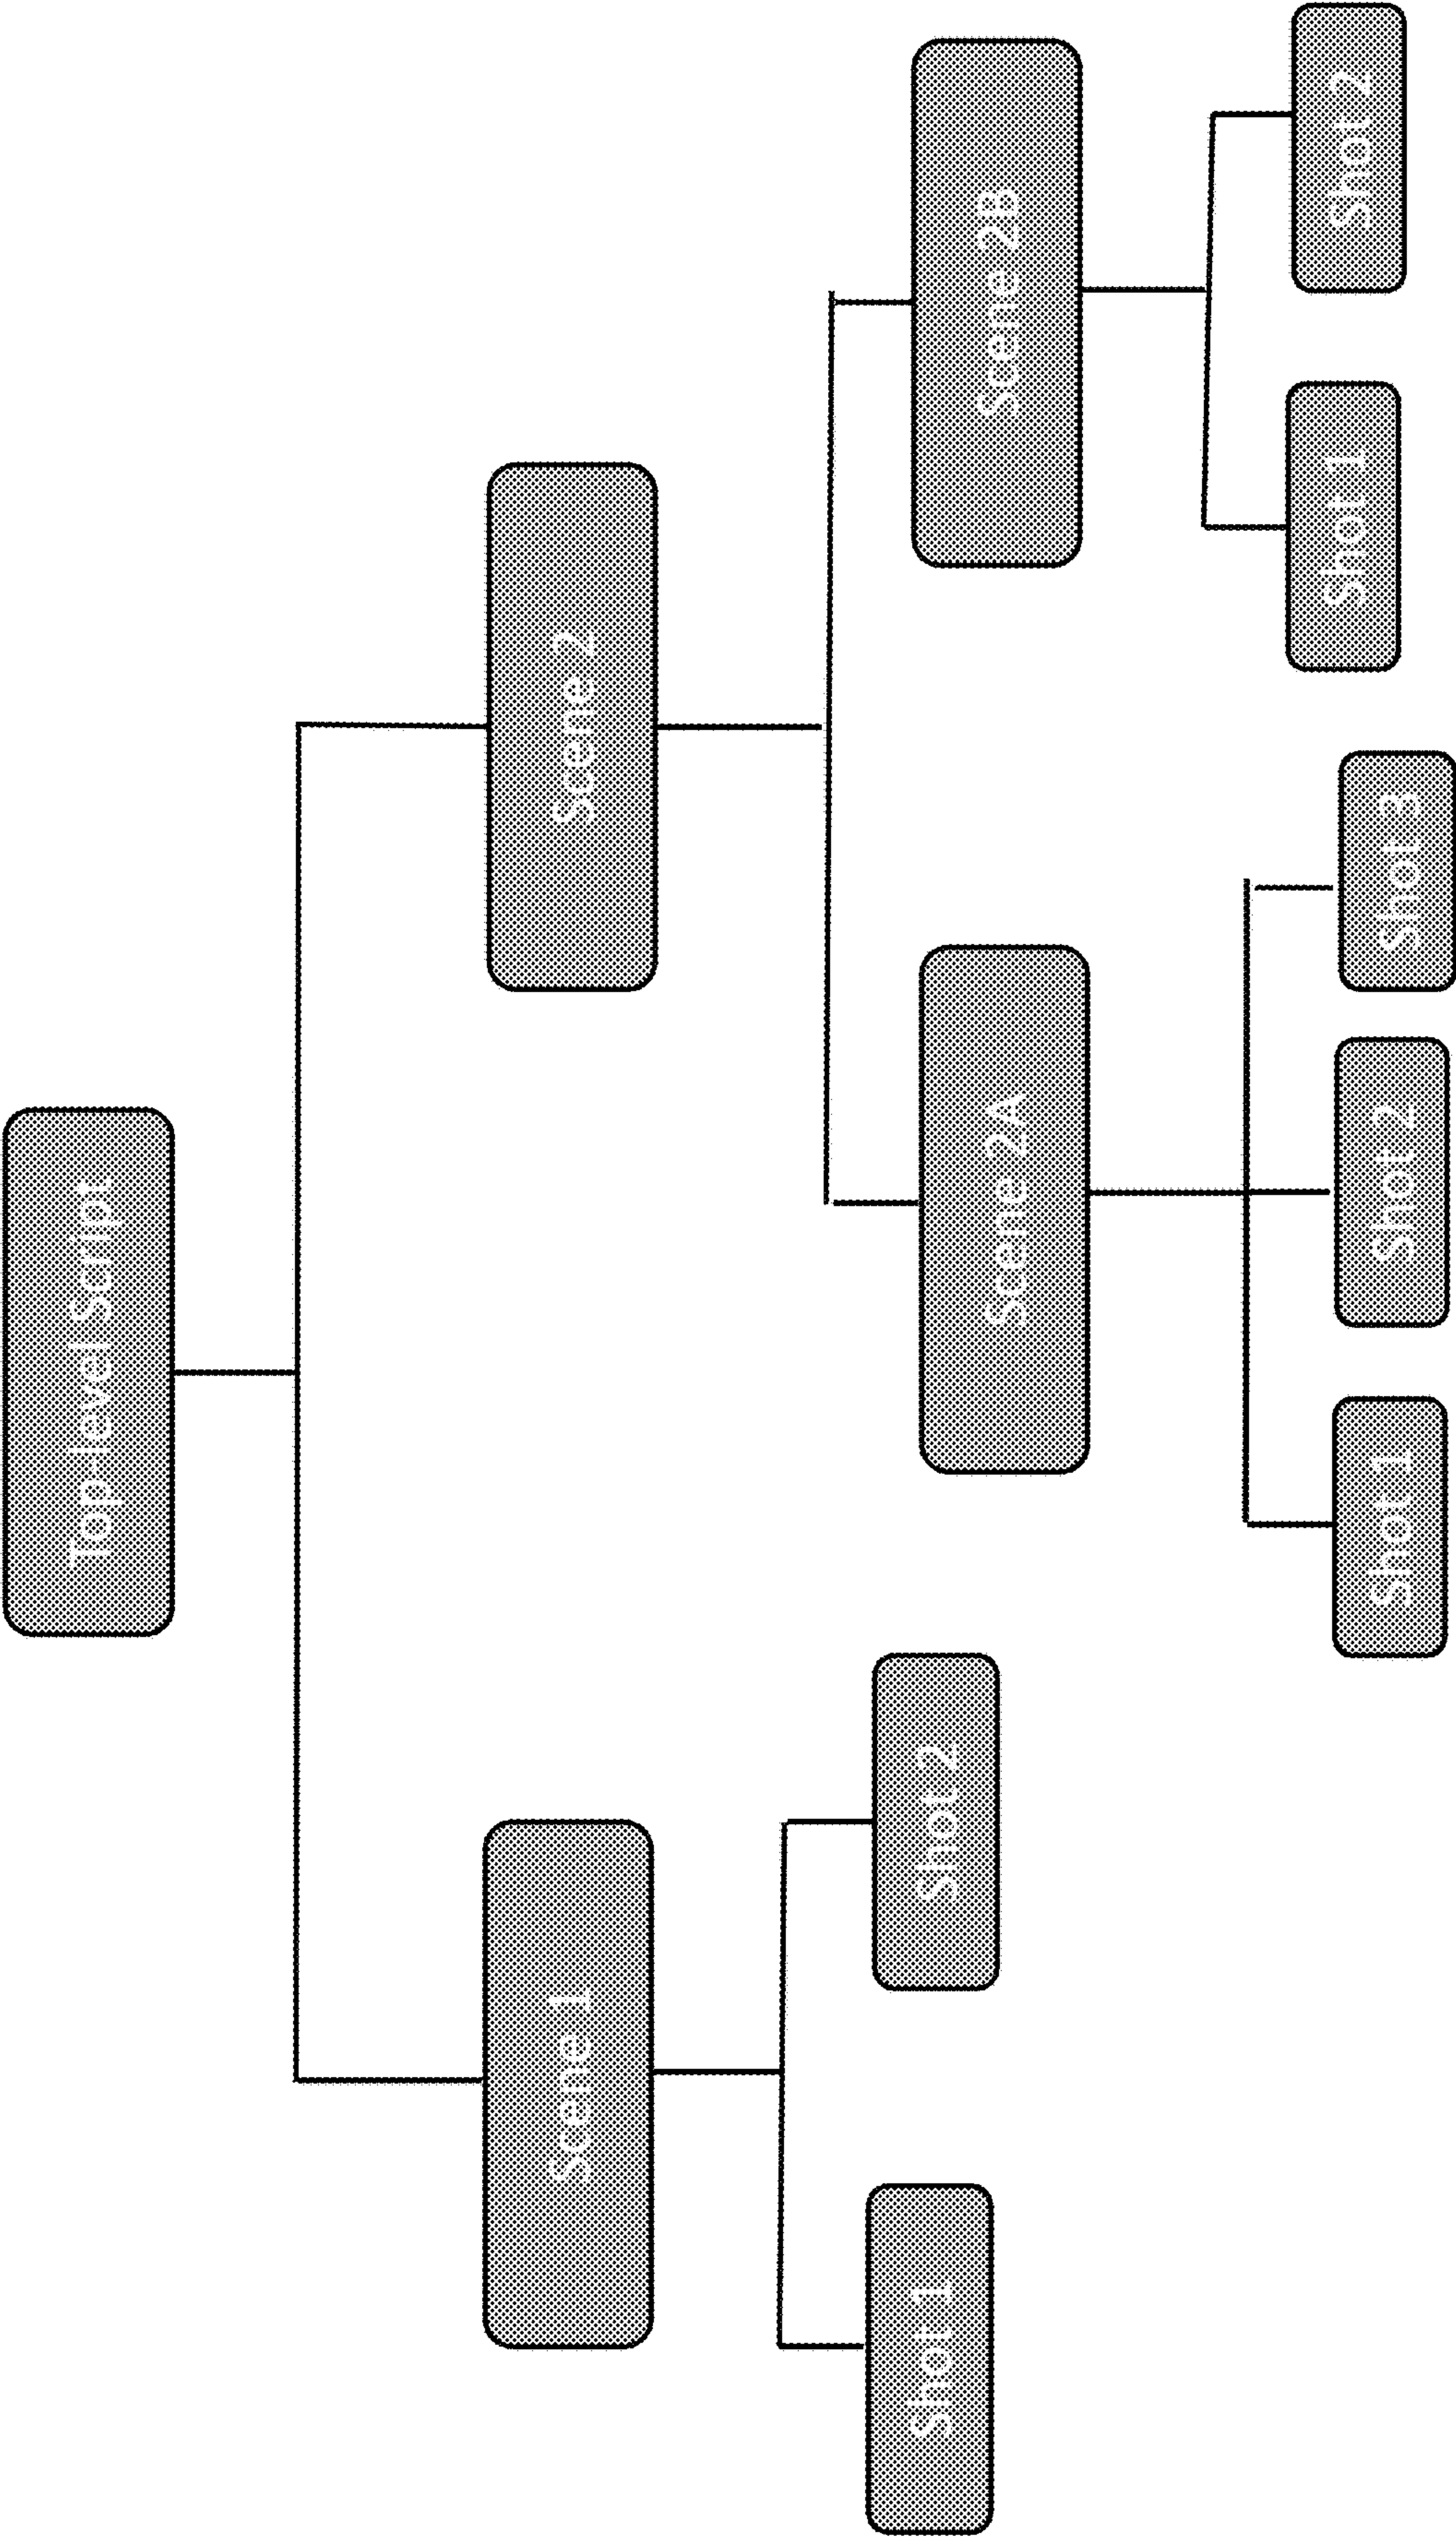 Top-level Script
Scene 1
Scene 2
Shot 1
Shot 2
Scene 2A
Scene 2B
Shot 1
Shot 2
Shot 3
Shot 1
Shot 2